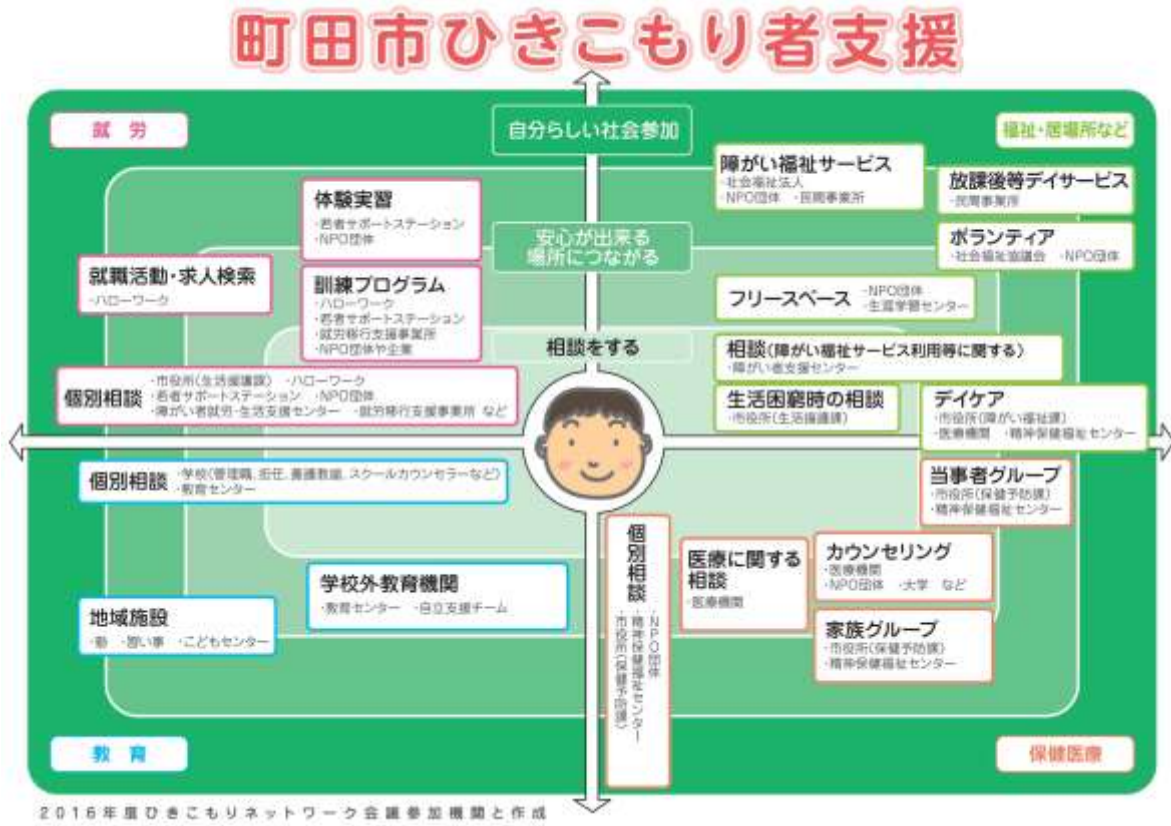 町田市ひきこもり者支援
就労
自分らしい社会参加
福祉・居場所など
体験実習
・若者サポートステーション
・NPO団体
障がい福祉サービス
・社会福祉法人
・NPO団体 ・民間事業所
放課後等デイサービス
・民間事業所
安心が出来る
場所につながる
ボランティア
・社会福祉協議会 ・NPO団体
就職活動・求人検索
・ハローワーク
訓練プログラム
・ハローワーク
・若者サポートステーション
・就労移行支援事業所
・NPO団体や企業
フリースペース
・NPO団体
・生涯学習センター
相談をする
相談(障がい福祉サービス利用等に関する)
・障がい者支援センター
個別相談
・市役所(生活援護課) ・ハローワーク
・若者サポートステーション ・NPO団体
・障がい者就労・生活支援センター ・就労移行支援事業所 など
生活困窮時の相談
・市役所(生活援護課)
デイケア
・市役所(障がい福祉課)
・医療機関 ・精神保健福祉センター
個別相談
・学校(管理職、担任、養護教諭、スクールカウンセラーなど)
・教育センター
当事者グループ
・市役所(保健予防課)
・精神保健福祉センター
学校外教育機関
・教育センター ・自立支援チーム
地域施設
・塾 ・習い事 ・こどもセンター
個別相談
・NPO団体
・精神保健福祉センター
・市役所(保健予防課)
医療に関する
相談
・医療機関
カウンセリング
・医療機関
・NPO団体 ・大学 など
家族グループ
・市役所(保健予防課)
・精神保健福祉センター
教育
保健医療
2016年度ひきこもりネットワーク会議参加機関と作成